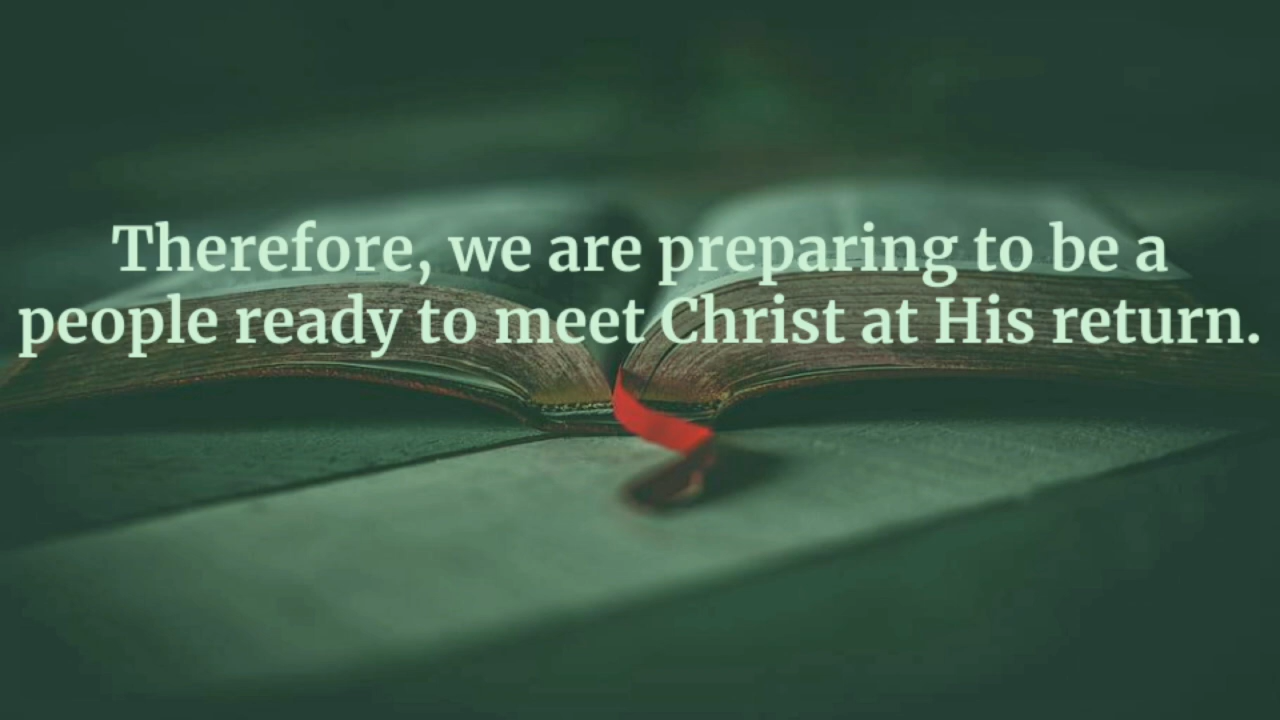 Therefore, we are preparing to be a
people ready to meet Christ at His return.